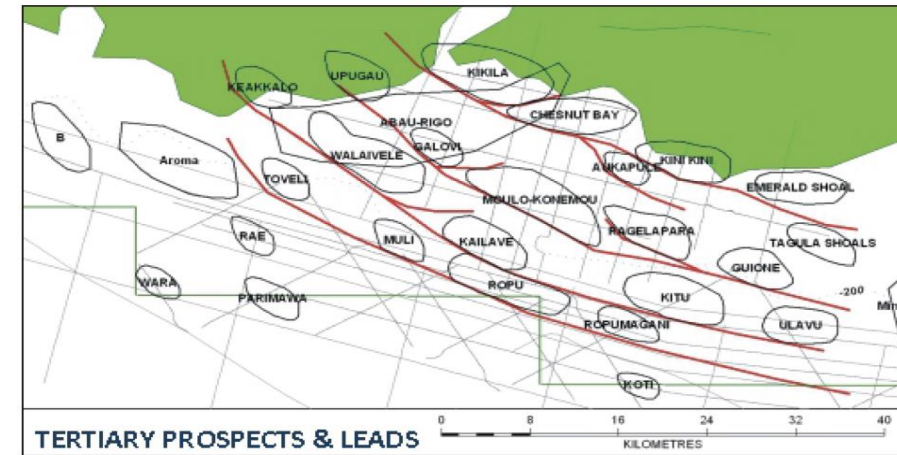 KIKILA
UPUGAU
KEAKKALO
CHESNUT BAY
ABAU-RIGO
B
GALOVI
WALAIVELE
Aroma
KINI KINI
AUKAPULE
TOVELI
EMERALD SHOAL
MOULO-KONEMOU
RAGELAPARA
RAE
MULI
KAILAVE
TAGULA SHOALS
GUIONE
WARA
ROPU
PARIMAWA
KITU
-200
Min
ROPUMAGANI
ULAVU
KOTI
TERTIARY PROSPECTS & LEADS
0 8 16 24 32 40
KILOMETRES